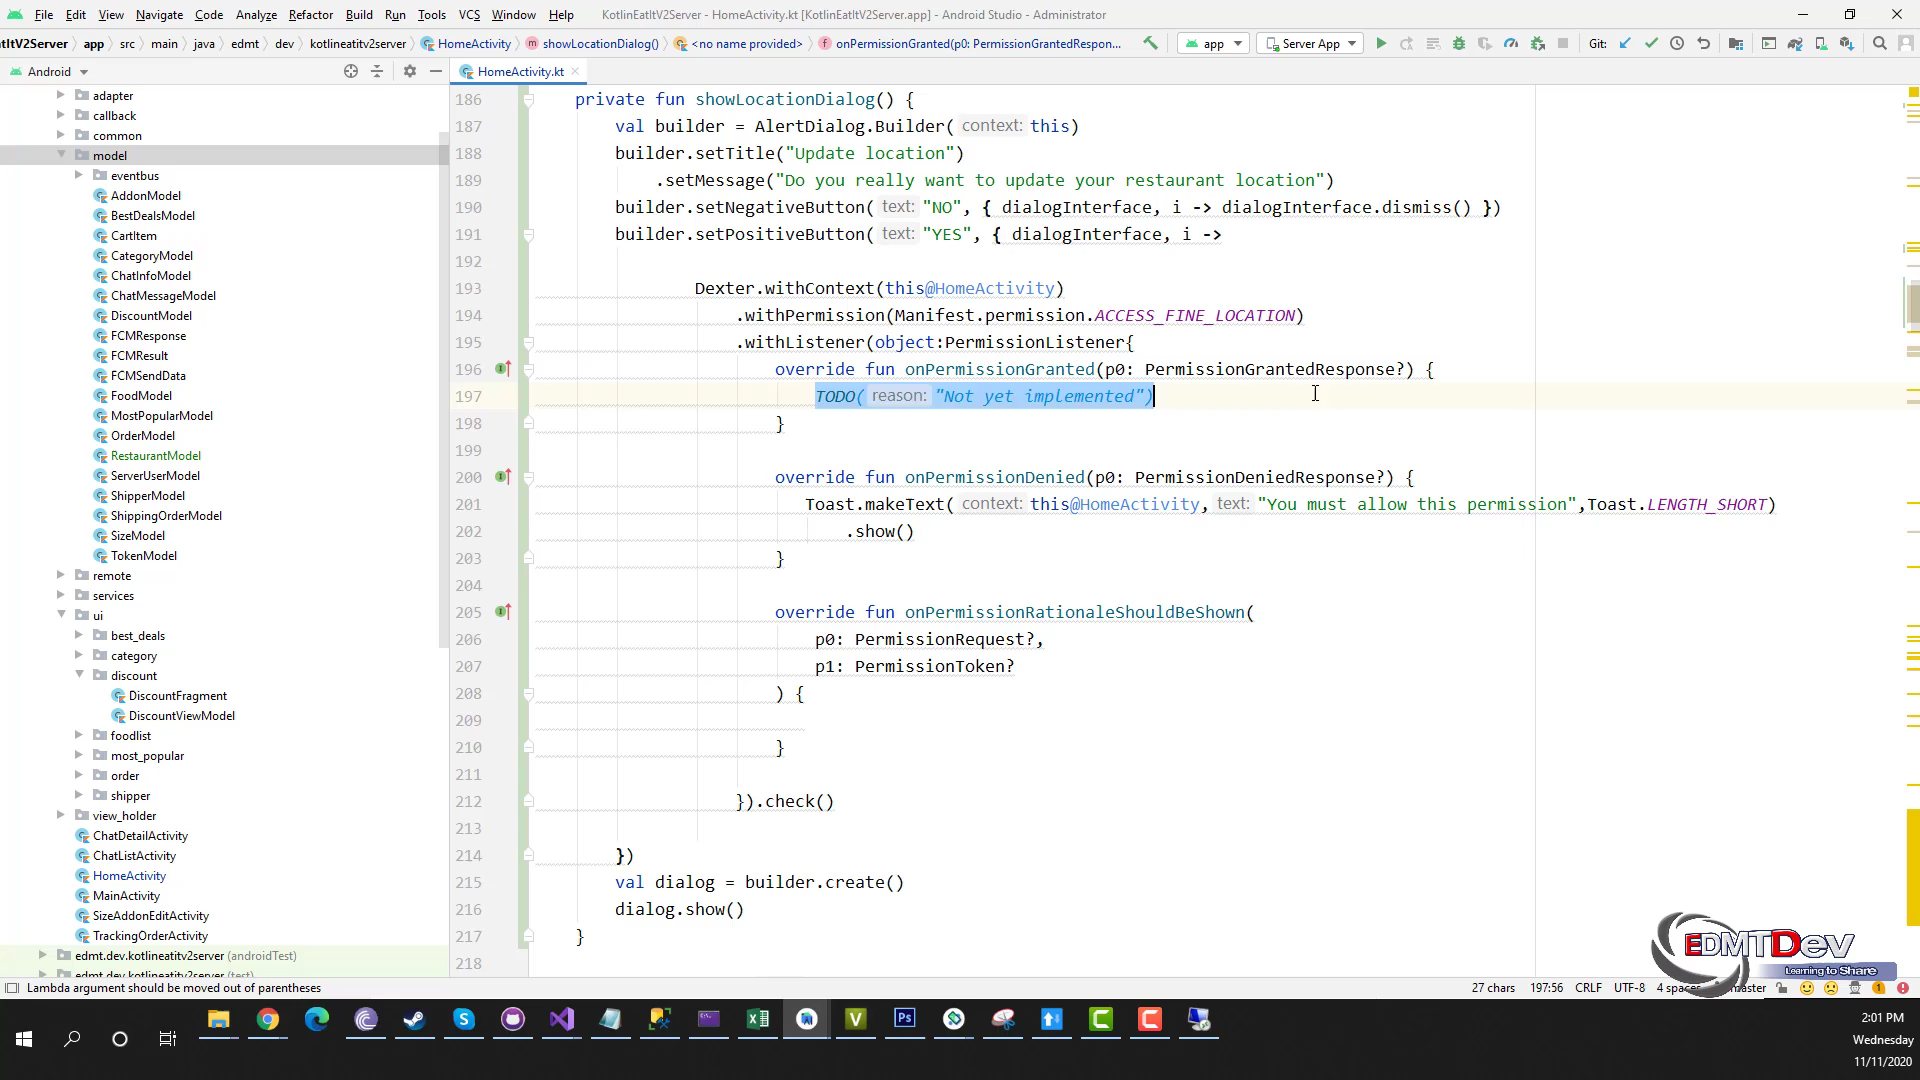 File Edit View Navigate Code Analyze Refactor Build Run Tools VCS Window Help KotlinEatItV2Server - HomeActivity.kt [KotlinEatItV2Server.app] - Android Studio - Administrator
atItV2Server app src main java edmt dev kotlineatitv2server HomeActivity showLocationDialog() <no name provided> onPermissionGranted(p0: PermissionGrantedRespon... app Server App Git:
Android HomeActivity.kt
adapter
callback
common
model
eventbus
AddonModel
BestDealsModel
CartItem
CategoryModel
ChatInfoModel
ChatMessageModel
DiscountModel
FCMResponse
FCMResult
FCMSendData
FoodModel
MostPopularModel
OrderModel
RestaurantModel
ServerUserModel
ShipperModel
ShippingOrderModel
SizeModel
TokenModel
remote
services
ui
best_deals
category
discount
DiscountFragment
DiscountViewModel
foodlist
most_popular
order
shipper
view_holder
ChatDetailActivity
ChatListActivity
HomeActivity
MainActivity
SizeAddonEditActivity
TrackingOrderActivity
edmt.dev.kotlineatitv2server (androidTest)
edmt.dev.kotlineatitv2server (test)
186 private fun showLocationDialog() {
187 val builder = AlertDialog.Builder( context: this)
188 builder.setTitle("Update location")
189 .setMessage("Do you really want to update your restaurant location")
190 builder.setNegativeButton( text: "NO", { dialogInterface, i -> dialogInterface.dismiss() })
191 builder.setPositiveButton( text: "YES", { dialogInterface, i ->
192
193 Dexter.withContext(this@HomeActivity)
194 .withPermission(Manifest.permission.ACCESS_FINE_LOCATION)
195 .withListener(object:PermissionListener{
196 override fun onPermissionGranted(p0: PermissionGrantedResponse?) {
197 TODO( reason: "Not yet implemented")
198 }
199
200 override fun onPermissionDenied(p0: PermissionDeniedResponse?) {
201 Toast.makeText( context: this@HomeActivity, text: "You must allow this permission",Toast.LENGTH_SHORT)
202 .show()
203 }
204
205 override fun onPermissionRationaleShouldBeShown(
206 p0: PermissionRequest?,
207 p1: PermissionToken?
208 ) {
209
210 }
211
212 }).check()
213
214 })
215 val dialog = builder.create()
216 dialog.show()
217 }
218
EDMTDev
Learning to Share
Lambda argument should be moved out of parentheses 27 chars 197:56 CRLF UTF-8 4 spaces master
2:01 PM
Wednesday
11/11/2020